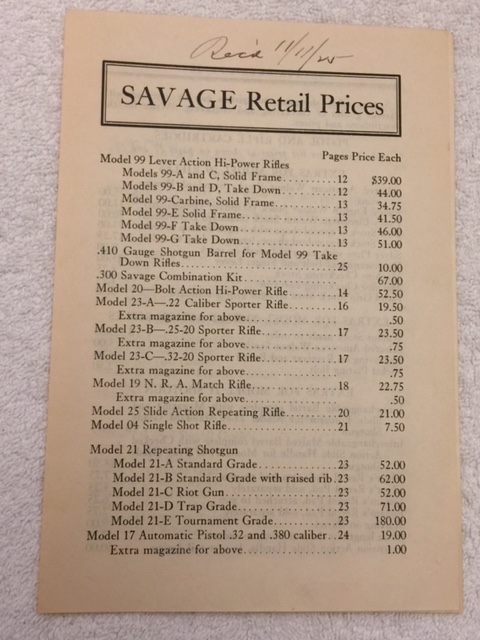 Rec'd 11/11/25
SAVAGE Retail Prices
Pages Price Each
Model 99 Lever Action Hi-Power Rifles
Models 99-A and C, Solid Frame..........12 $39.00
Models 99-B and D, Take Down..........12 44.00
Model 99-Carbine, Solid Frame..........13 34.75
Model 99-E Solid Frame..........13 41.50
Model 99-F Take Down..........13 46.00
Model 99-G Take Down..........13 51.00
.410 Gauge Shotgun Barrel for Model 99 Take
Down Rifles..........25 10.00
.300 Savage Combination Kit.......... 67.00
Model 20—Bolt Action Hi-Power Rifle..........14 52.50
Model 23-A—.22 Caliber Sporter Rifle..........16 19.50
Extra magazine for above.......... .50
Model 23-B—.25-20 Sporter Rifle..........17 23.50
Extra magazine for above.......... .75
Model 23-C—.32-20 Sporter Rifle..........17 23.50
Extra magazine for above.......... .75
Model 19 N. R. A. Match Rifle..........18 22.75
Extra magazine for above.......... .50
Model 25 Slide Action Repeating Rifle..........20 21.00
Model 04 Single Shot Rifle..........21 7.50
Model 21 Repeating Shotgun
Model 21-A Standard Grade..........23 52.00
Model 21-B Standard Grade with raised rib.23 62.00
Model 21-C Riot Gun..........23 52.00
Model 21-D Trap Grade..........23 71.00
Model 21-E Tournament Grade..........23 180.00
Model 17 Automatic Pistol .32 and .380 caliber..24 19.00
Extra magazine for above.......... 1.00